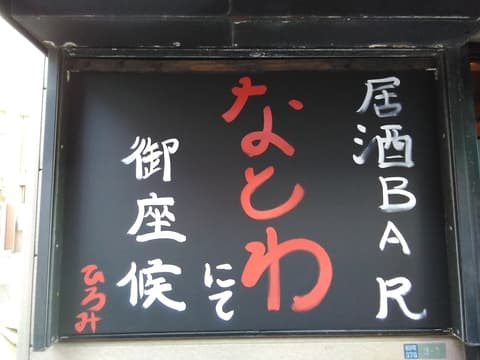 居酒BAR
なとわ
にて
御座候
ひろみ